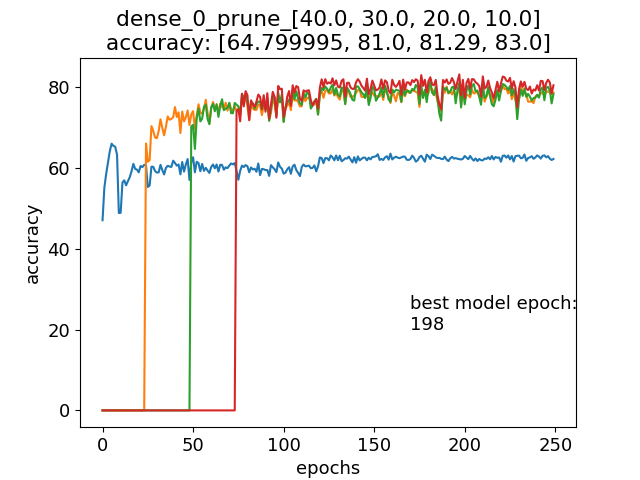 dense_0_prune_[40.0, 30.0, 20.0, 10.0]
accuracy: [64.799995, 81.0, 81.29, 83.0]
80
60
40
20
0
accuracy
best model epoch:
198
0 50 100 150 200 250
epochs